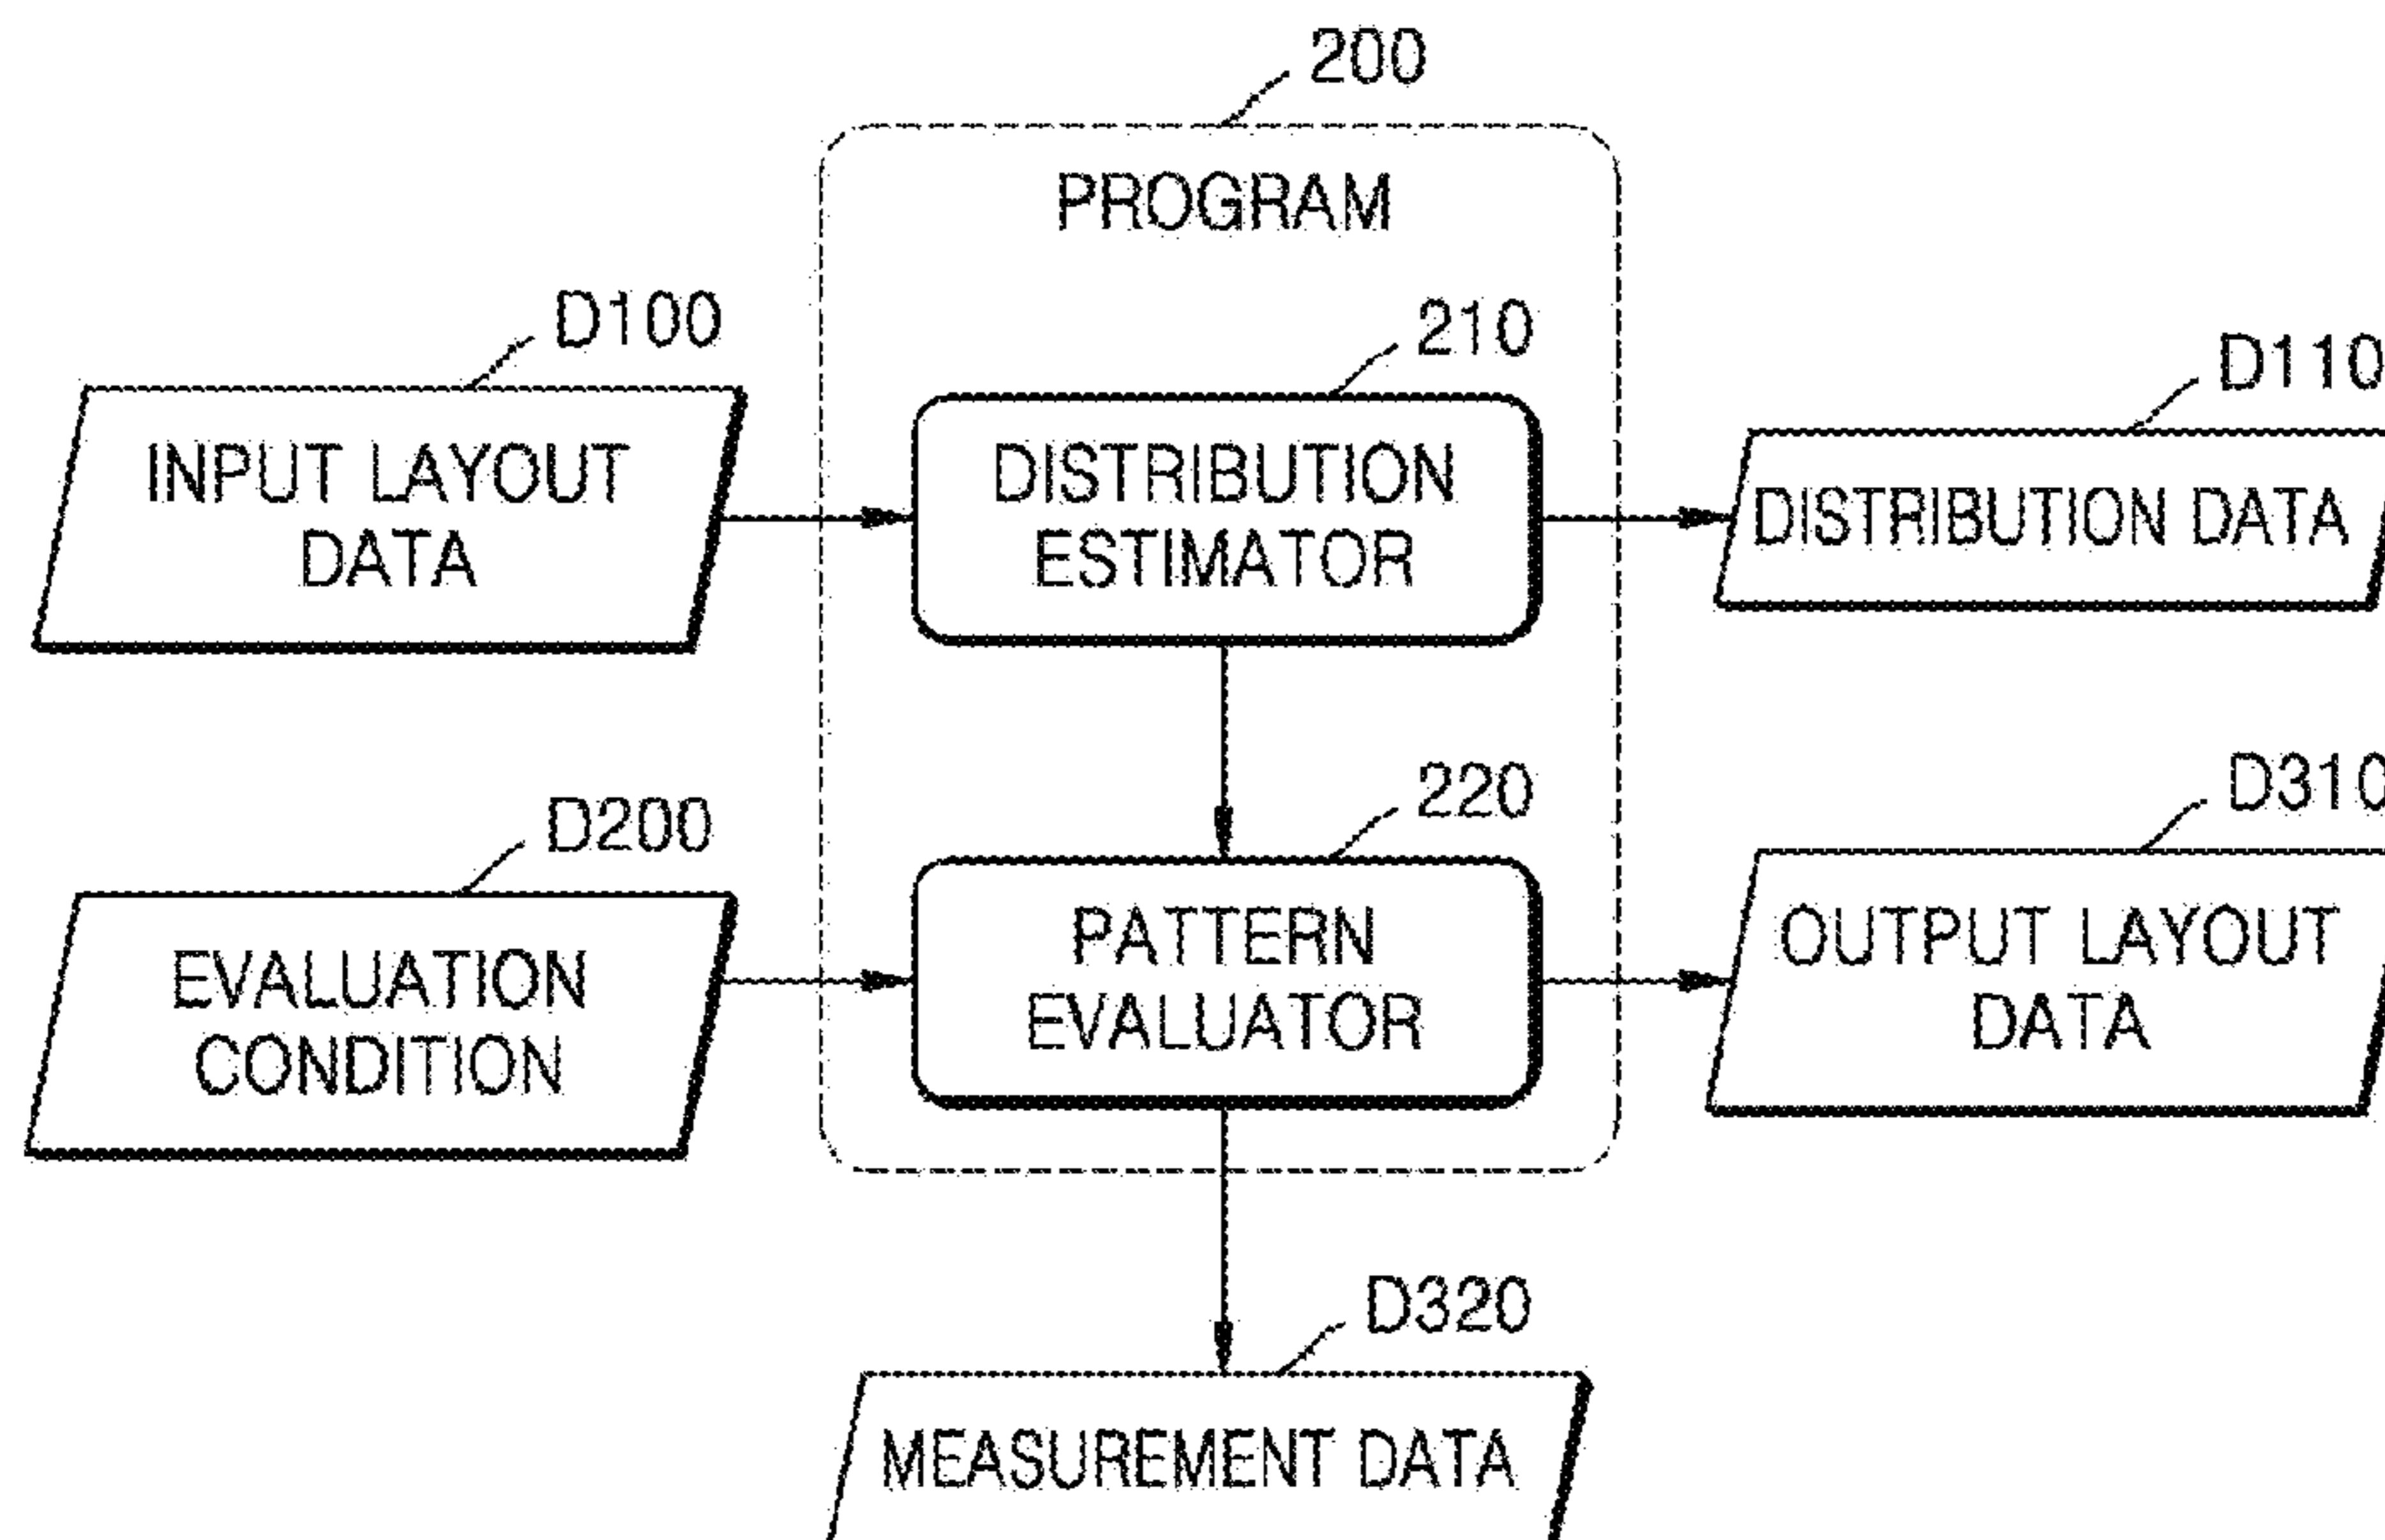 200
PROGRAM
D100
INPUT LAYOUT
DATA
210
DISTRIBUTION
ESTIMATOR
D110
DISTRIBUTION DATA
D200
EVALUATION
CONDITION
220
PATTERN
EVALUATOR
D310
OUTPUT LAYOUT
DATA
D320
MEASUREMENT DATA